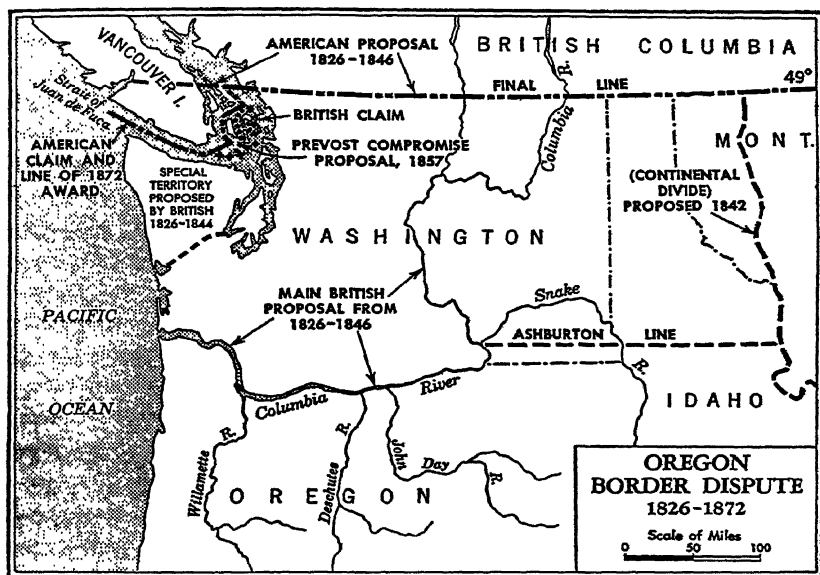 VANCOUVER I.
AMERICAN PROPOSAL
1826-1846
BRITISH COLUMBIA
R.
49°
FINAL LINE
Strait of
Juan de Fuca
BRITISH CLAIM
Columbia
MONT.
AMERICAN
CLAIM AND
LINE OF 1872
AWARD
PREVOST COMPROMISE
PROPOSAL, 1857
SPECIAL
TERRITORY
PROPOSED
BY BRITISH
1826-1844
(CONTINENTAL
DIVIDE)
PROPOSED 1842
WASHINGTON
MAIN BRITISH
PROPOSAL FROM
1826-1846
Snake
R.
PACIFIC
OCEAN
ASHBURTON LINE
Columbia River
IDAHO
Willamette R.
Deschutes R.
John Day R.
OREGON
OREGON
BORDER DISPUTE
1826-1872
Scale of Miles
0 50 100